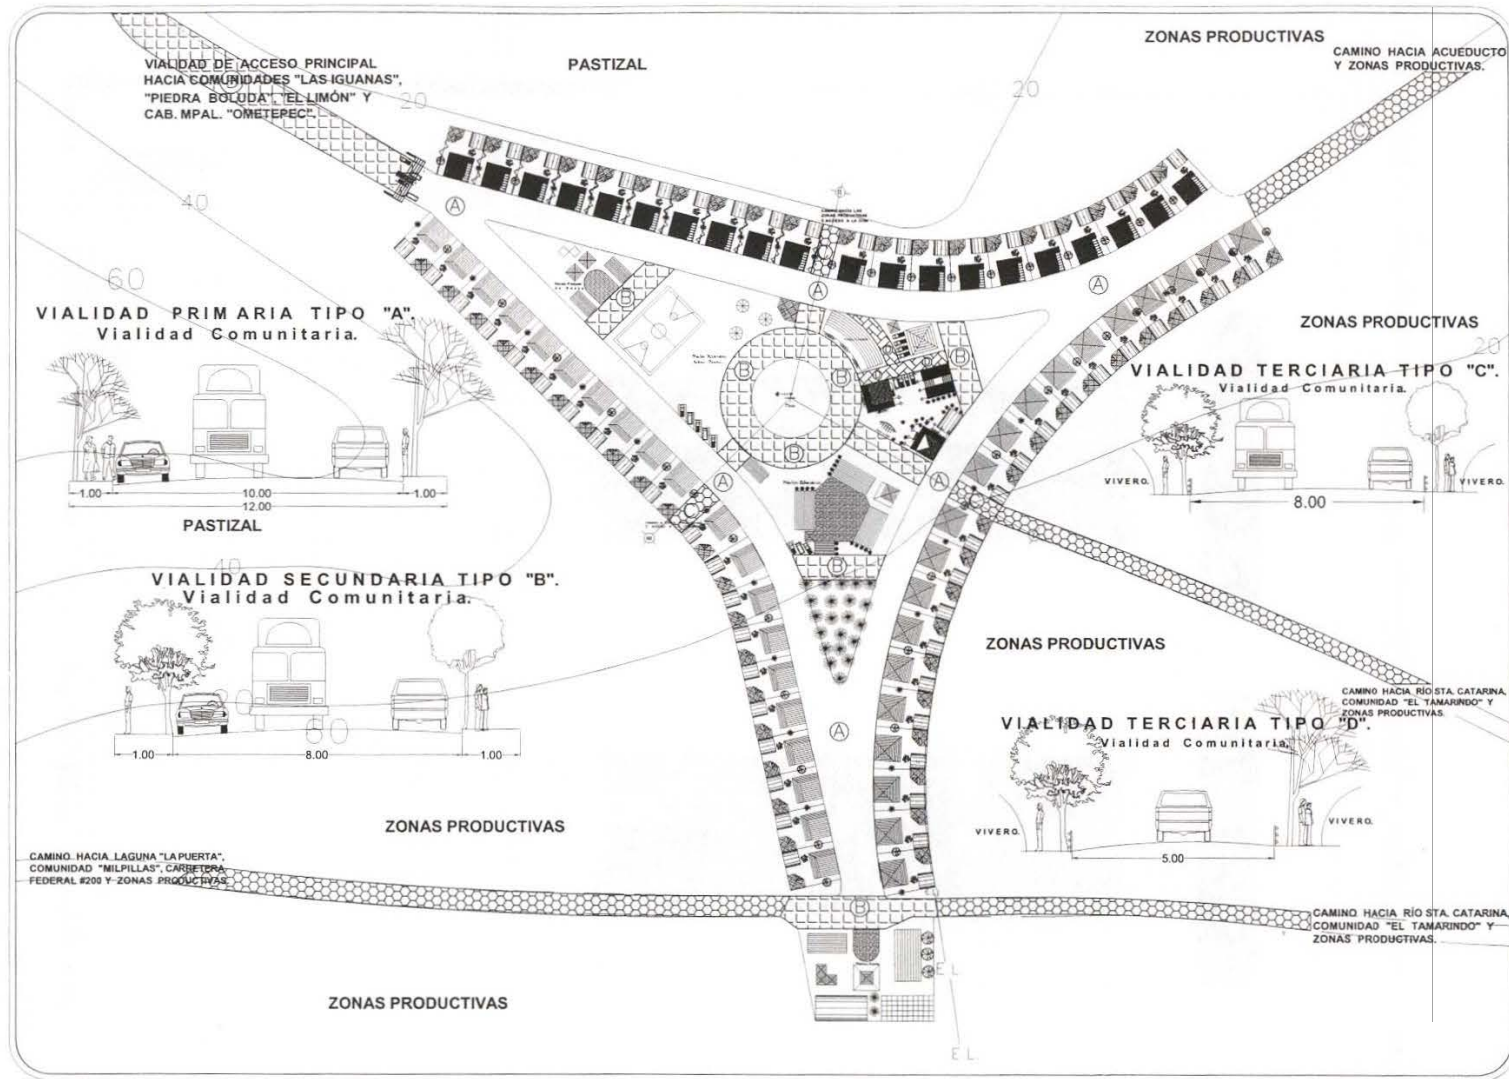 ZONAS PRODUCTIVAS
CAMINO HACIA ACUEDUCTO
Y ZONAS PRODUCTIVAS.
VIALIDAD DE ACCESO PRINCIPAL
HACIA COMUNIDADES "LAS IGUANAS",
"PIEDRA BOLUDA", "EL LIMÓN" Y
CAB. MPAL. "OMETEPEC".
PASTIZAL
20
20
C
40
A
60
B
A
A
VIALIDAD PRIMARIA TIPO "A".
Vialidad Comunitaria.
1.00
10.00
1.00
12.00
PASTIZAL
ZONAS PRODUCTIVAS
20
VIALIDAD TERCIARIA TIPO "C".
Vialidad Comunitaria.
VIVERO.
VIVERO.
8.00
B
B
B
B
A
A
C
B
40
VIALIDAD SECUNDARIA TIPO "B".
Vialidad Comunitaria.
1.00
8.00
1.00
ZONAS PRODUCTIVAS
CAMINO HACIA RÍO STA. CATARINA,
COMUNIDAD "EL TAMARINDO" Y
ZONAS PRODUCTIVAS.
VIALIDAD TERCIARIA TIPO "D".
Vialidad Comunitaria.
VIVERO.
VIVERO.
5.00
A
ZONAS PRODUCTIVAS
CAMINO HACIA LAGUNA "LA PUERTA",
COMUNIDAD "MILPILLAS", CARRETERA
FEDERAL #200 Y ZONAS PRODUCTIVAS
B
CAMINO HACIA RÍO STA. CATARINA,
COMUNIDAD "EL TAMARINDO" Y
ZONAS PRODUCTIVAS.
ZONAS PRODUCTIVAS
EL
EL